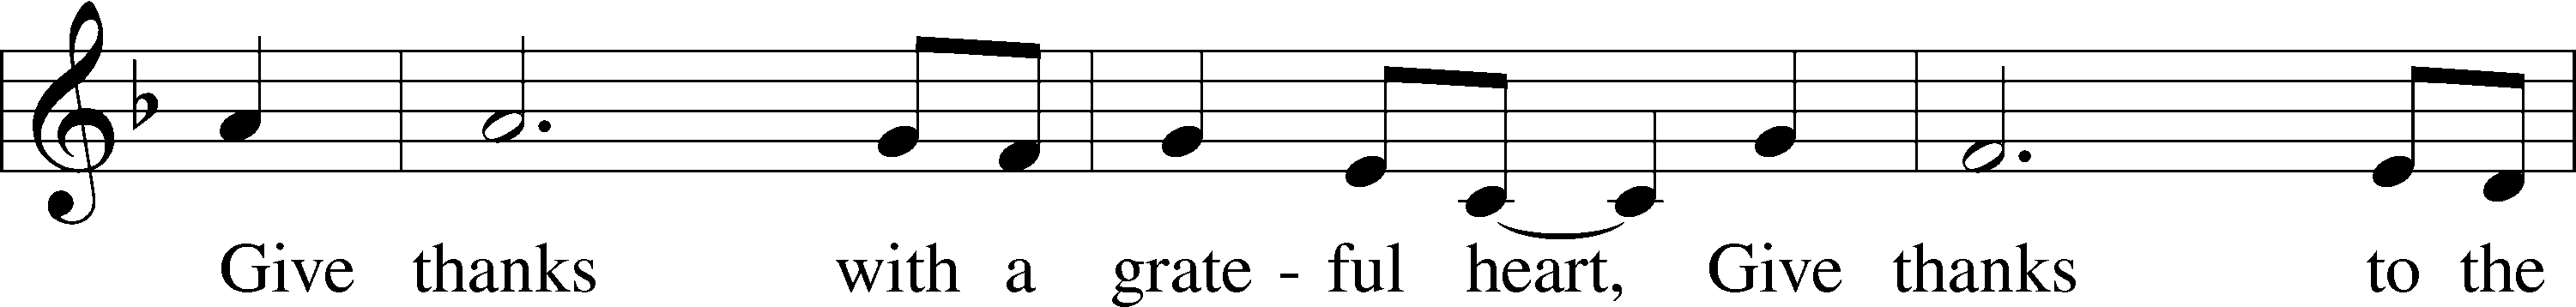 Give thanks with a grate - ful heart, Give thanks to the